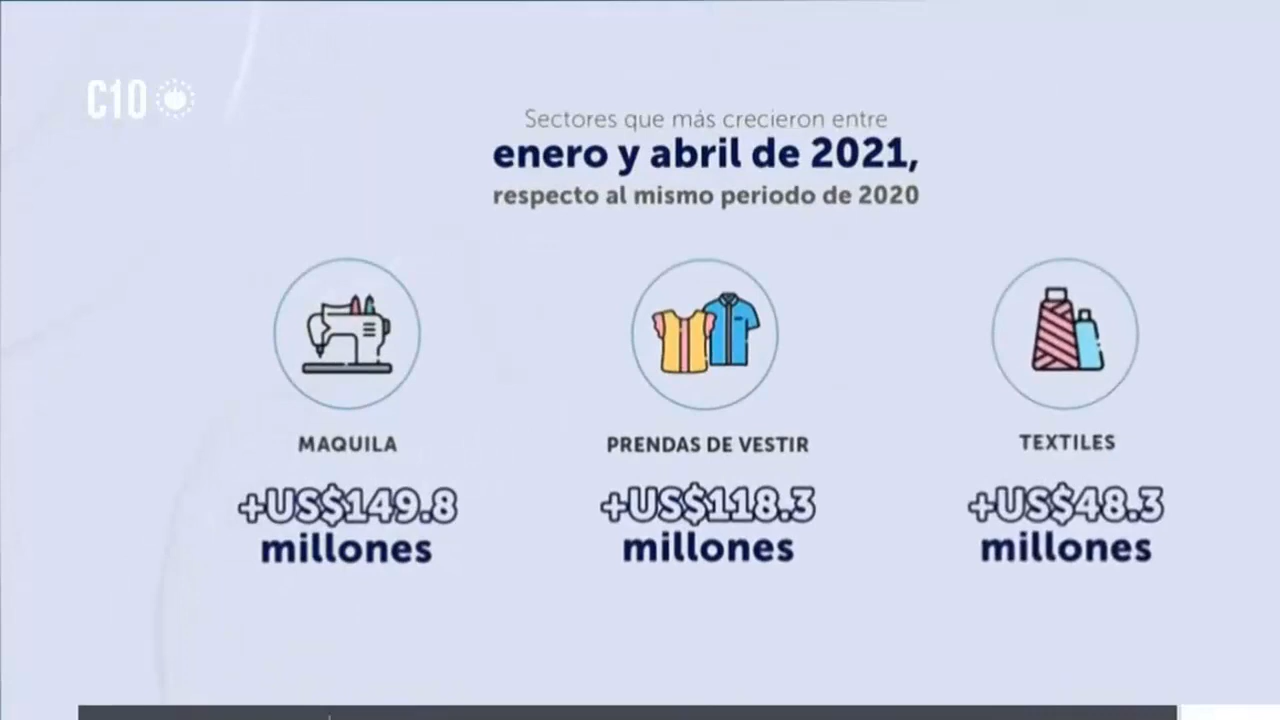 C10
Sectores que más crecieron entre
enero y abril de 2021,
respecto al mismo periodo de 2020
MAQUILA
PRENDAS DE VESTIR
TEXTILES
+US$149.8
millones
+US$118.3
millones
+US$48.3
millones